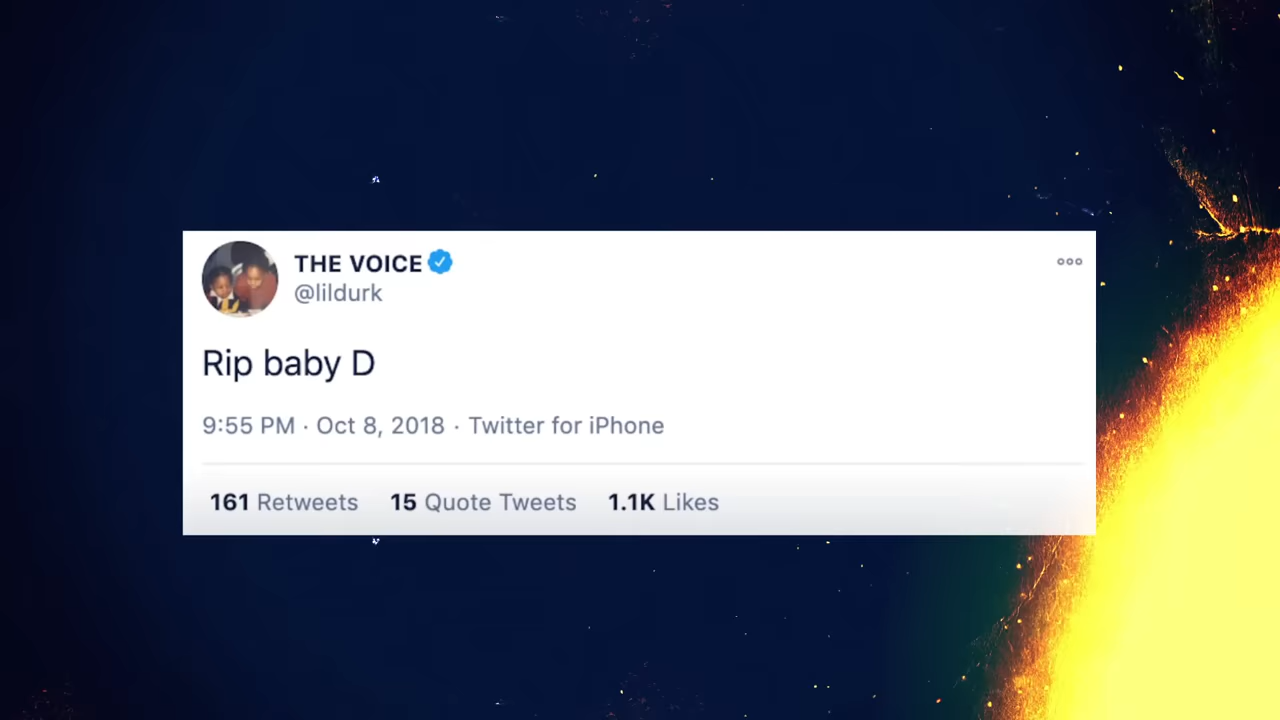 THE VOICE
@lildurk
Rip baby D
9:55 PM · Oct 8, 2018 · Twitter for iPhone
161 Retweets 15 Quote Tweets 1.1K Likes